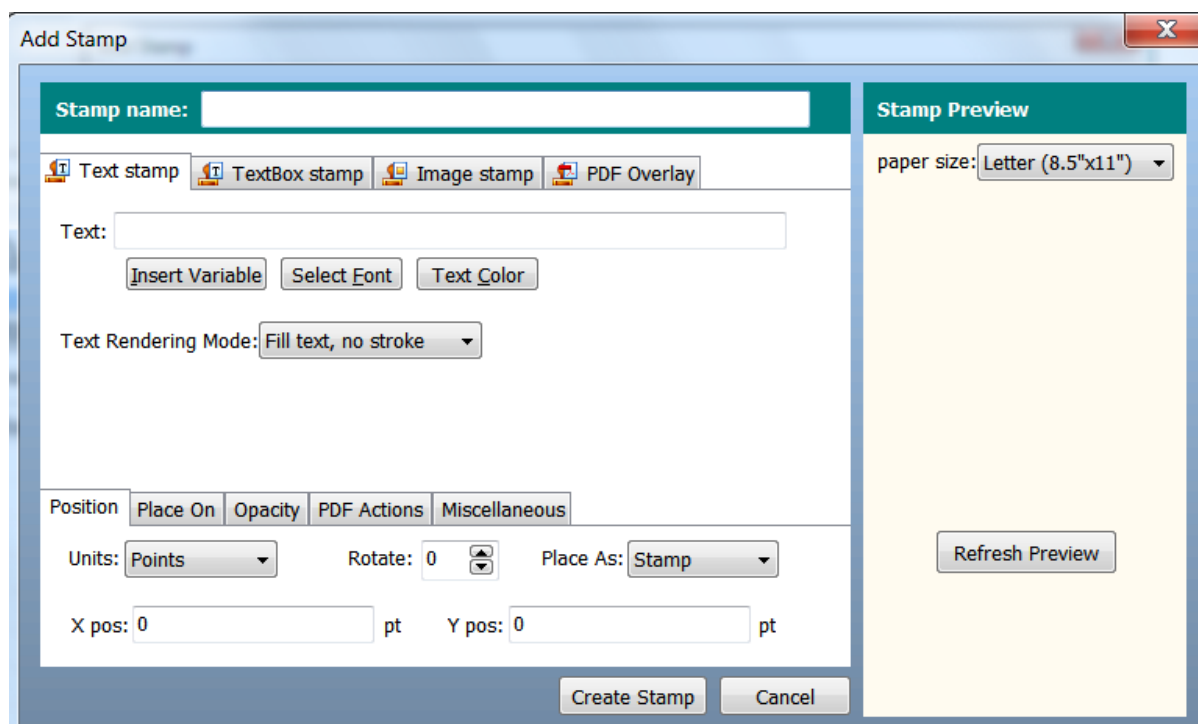 Add Stamp
X
Stamp name:
Stamp Preview
Text stamp TextBox stamp Image stamp PDF Overlay
paper size: Letter (8.5"x11")
Text:
Insert Variable Select Font Text Color
Text Rendering Mode: Fill text, no stroke
Position Place On Opacity PDF Actions Miscellaneous
Units: Points Rotate: 0 Place As: Stamp
Refresh Preview
X pos: 0 pt Y pos: 0 pt
Create Stamp Cancel